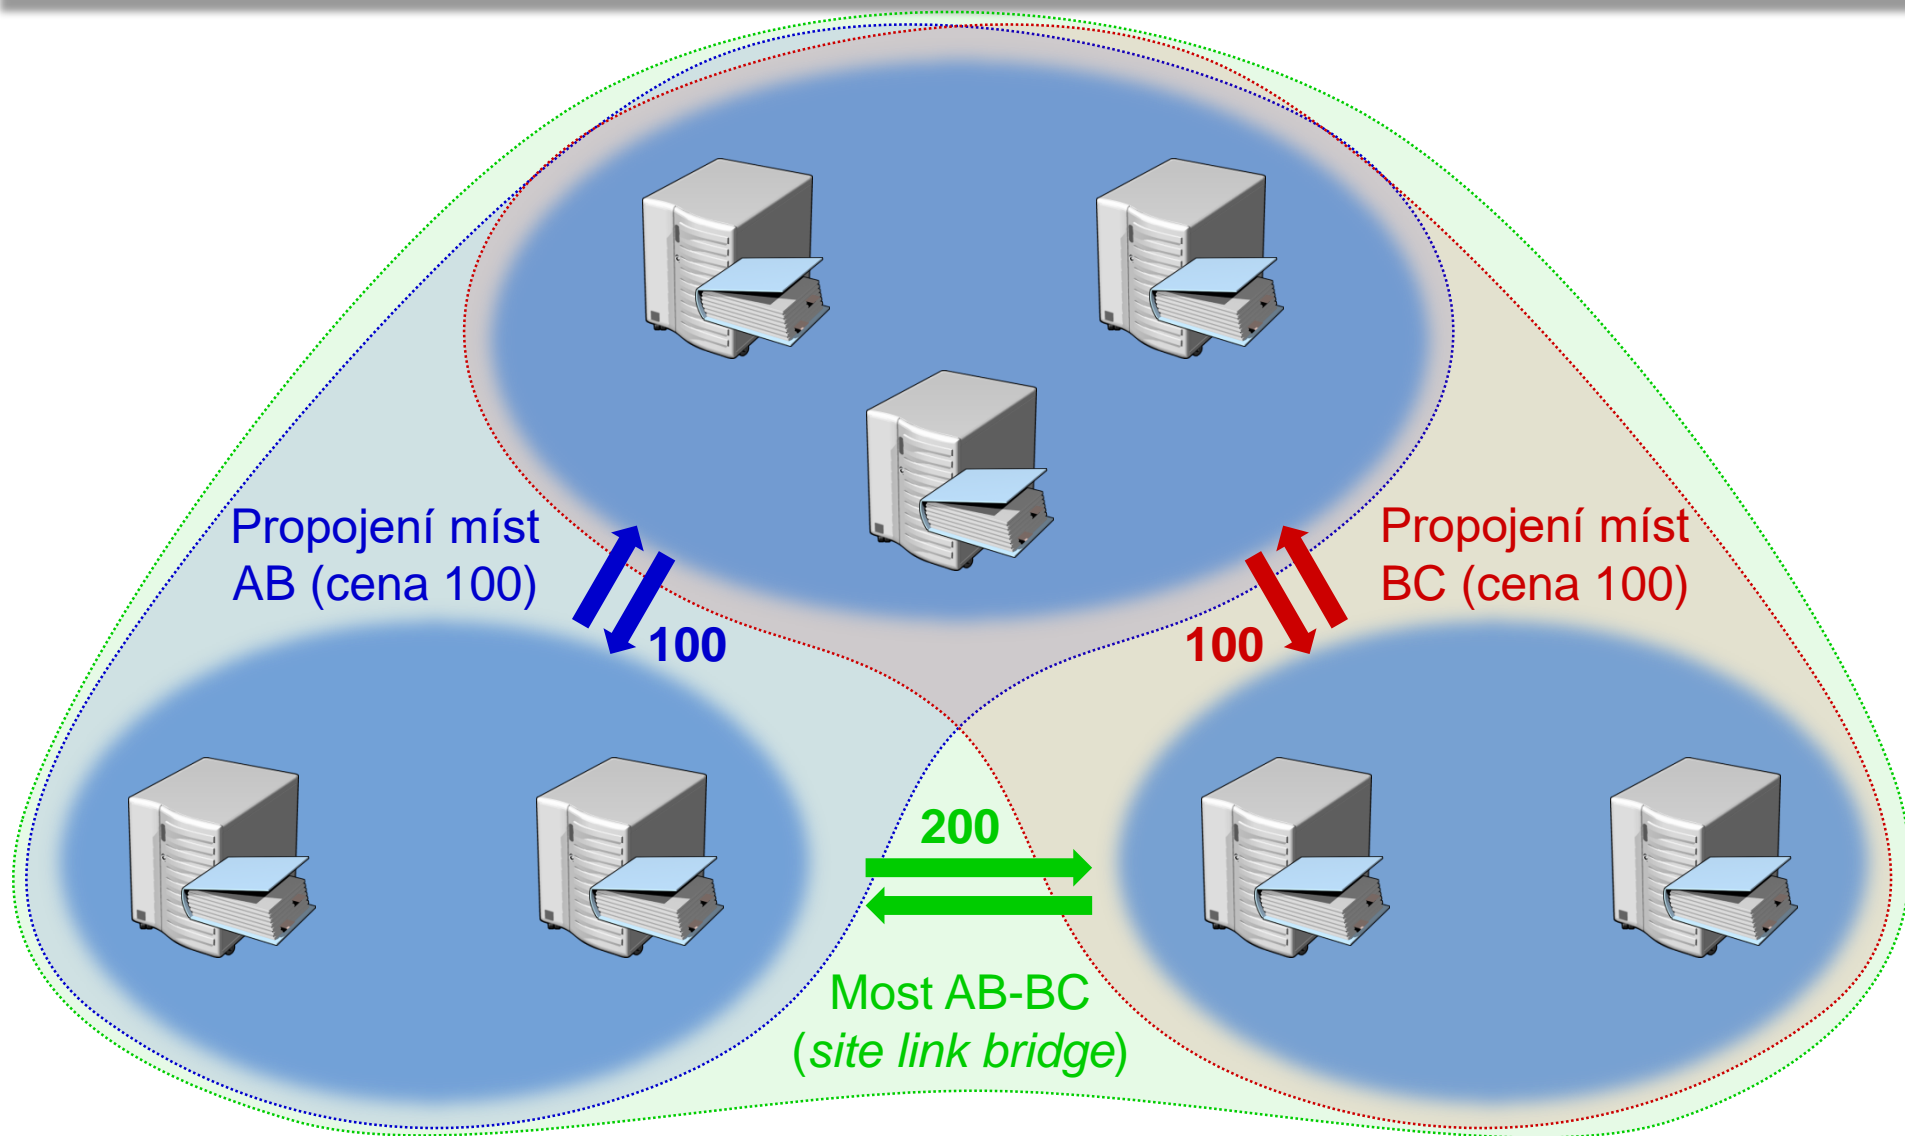 Propojení míst
AB (cena 100)
Propojení míst
BC (cena 100)
100
100
200
Most AB-BC
(site link bridge)